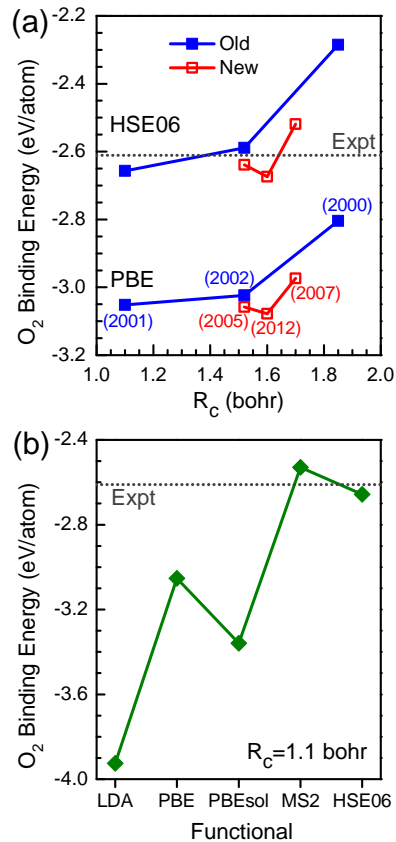 (a)
-2.2
Old
New
-2.4
HSE06
Expt
-2.6
-2.8
(2000)
PBE
(2002)
-3.0
(2001)
(2005)
(2007)
(2012)
-3.2
1.0 1.2 1.4 1.6 1.8 2.0
R_c (bohr)
O₂ Binding Energy (eV/atom)
(b)
-2.4
Expt
-2.8
-3.2
-3.6
R_c=1.1 bohr
-4.0
LDA PBE PBEsol MS2 HSE06
Functional
O₂ Binding Energy (eV/atom)